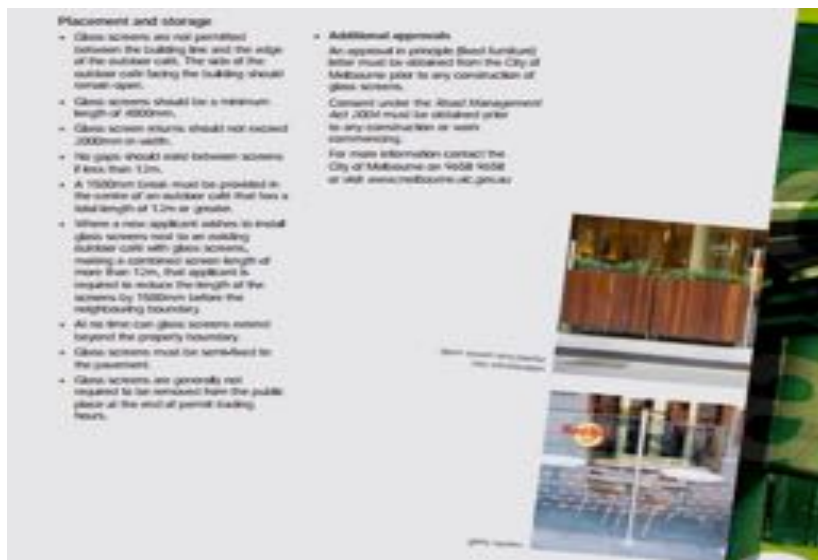 Placement and storage
• Glass screens are not permitted
between the building line and the edge
of the outdoor café. The side of the
outdoor café facing the building should
remain open.
• Glass screens should be a minimum
length of 4000mm.
• Glass screen returns should not exceed
2000mm in width.
• No gaps should exist between screens
if less than 12m.
• A 1500mm break must be provided in
the centre of an outdoor café that has a
total length of 12m or greater.
• Where a new applicant wishes to install
glass screens next to an existing
outdoor café with glass screens,
making a combined screen length of
more than 12m, that applicant is
required to reduce the length of the
screens by 1500mm before the
neighbouring boundary.
• At no time can glass screens extend
beyond the property boundary.
• Glass screens must be semi-fixed to
the pavement.
• Glass screens are generally not
required to be removed from the public
place at the end of permit trading
hours.
• Additional approvals
An approval in principle (fixed furniture)
letter must be obtained from the City of
Melbourne prior to any construction of
glass screens.
Consent under the Road Management
Act 2004 must be obtained prior
to any construction or work
commencing.
For more information contact the
City of Melbourne on 9658 9658
or visit www.melbourne.vic.gov.au